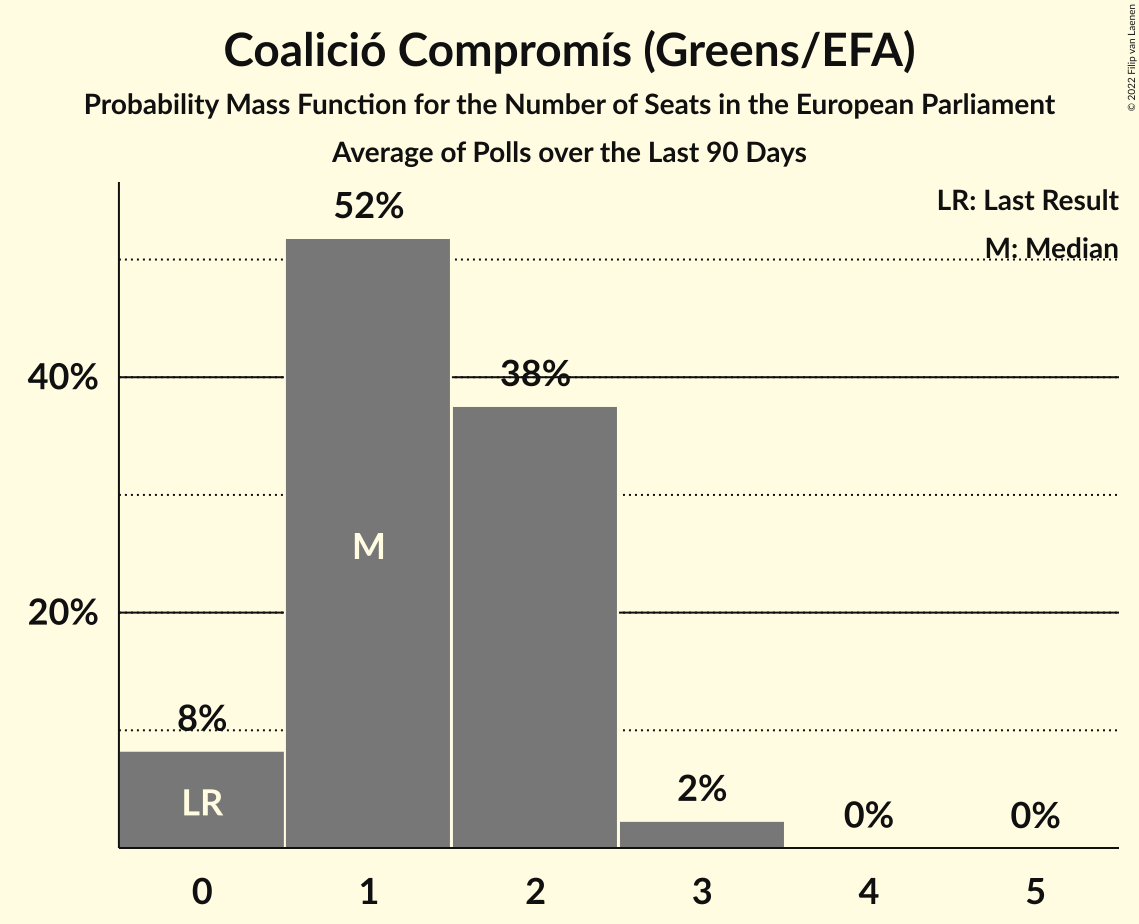 Coalició Compromís (Greens/EFA)
Probability Mass Function for the Number of Seats in the European Parliament
Average of Polls over the Last 90 Days
© 2022 Filip van Laenen
LR: Last Result
M: Median
52%
40%
38%
M
20%
8%
LR
2%
0%
0%
0 1 2 3 4 5